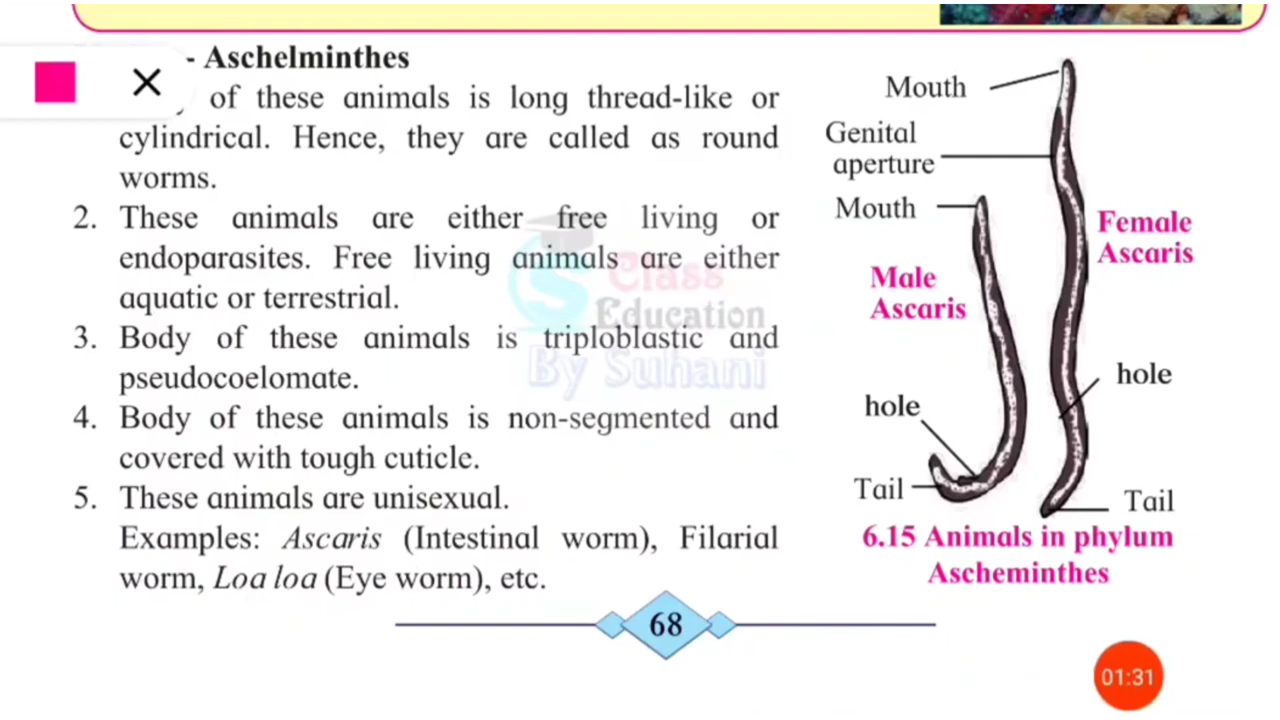 - Aschelminthes
of these animals is long thread-like or
cylindrical. Hence, they are called as round
worms.
2. These animals are either free living or
endoparasites. Free living animals are either
aquatic or terrestrial.
3. Body of these animals is triploblastic and
pseudocoelomate.
4. Body of these animals is non-segmented and
covered with tough cuticle.
5. These animals are unisexual.
Examples: Ascaris (Intestinal worm), Filarial
worm, Loa loa (Eye worm), etc.
Class
Education
By Suhani
Mouth
Genital
aperture
Mouth
Female
Ascaris
Male
Ascaris
hole
hole
Tail
Tail
6.15 Animals in phylum
Ascheminthes
68
01:31